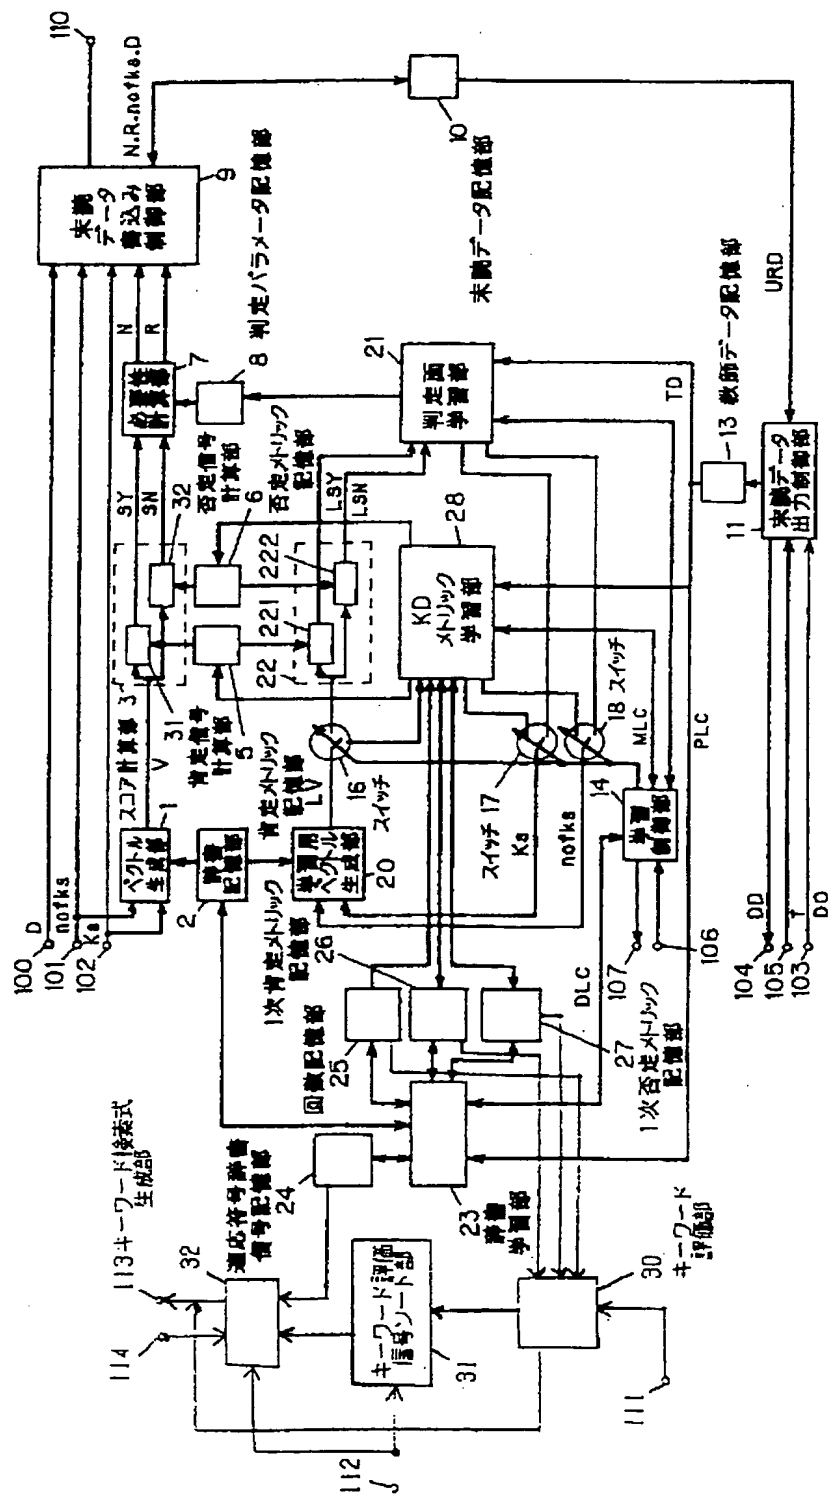 110
N.R.nofks.D
未読
データ
書込み
制御部
9
10
未読データ記憶部
URD
D
nofks
Ks
100
101
102
N
R
必要性
計算部
7
8 判定パラメータ記憶部
SY
SN
32
否定信号
計算部
6
否定メトリック
記憶部
LSY
LSN
222
221
22
28
21
判定面
学習部
TD
13 教師データ記憶部
11
未読データ
出力制御部
スコア計算部 3
V
31
肯定信号
計算部
5
肯定メトリック
記憶部
LV
16
スイッチ
KD
メトリック
学習部
18 スイッチ
MLC
PLC
1
ベクトル
生成部
2
辞書
記憶部
学習用
ベクトル
生成部
20
スイッチ 17
Ks
nofks
14
学習
制御部
107
106
DD
T
DO
104
105
103
1次肯定メトリック
記憶部
26
回数記憶部
25
DLC
27
1次否定メトリック
記憶部
適応符号辞書
信号記憶部
24
23
辞書
学習部
113 キーワード検索式
生成部
32
114
キーワード評価
信号ソート部
31
30
キーワード
評価部
112
111